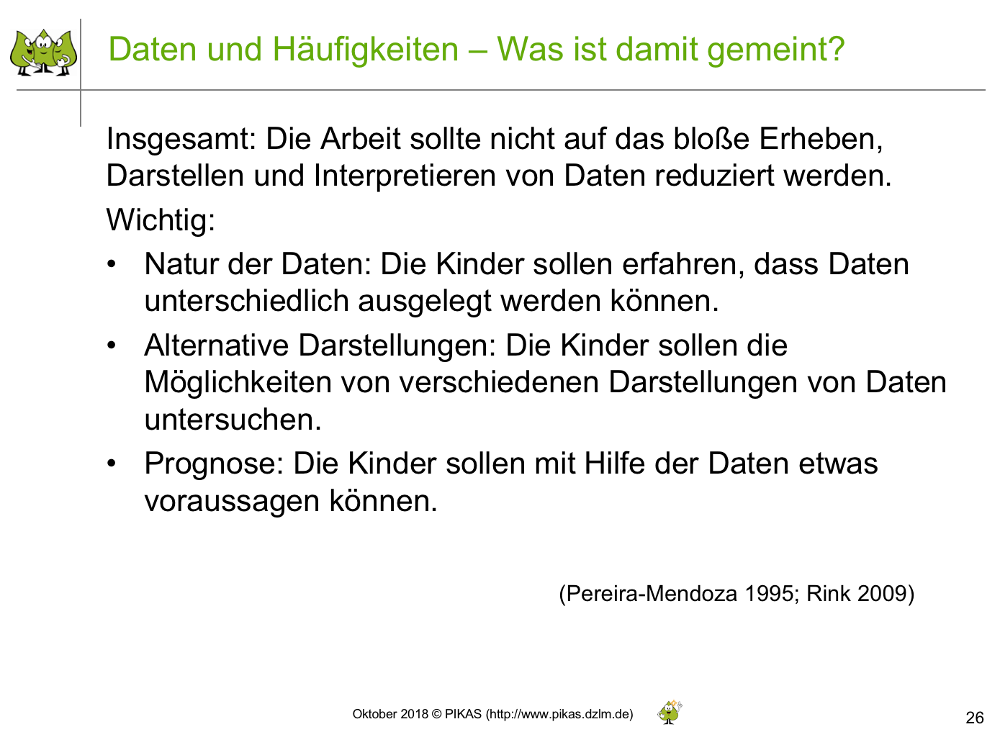 Daten und Häufigkeiten – Was ist damit gemeint?
Insgesamt: Die Arbeit sollte nicht auf das bloße Erheben,
Darstellen und Interpretieren von Daten reduziert werden.
Wichtig:
• Natur der Daten: Die Kinder sollen erfahren, dass Daten
unterschiedlich ausgelegt werden können.
• Alternative Darstellungen: Die Kinder sollen die
Möglichkeiten von verschiedenen Darstellungen von Daten
untersuchen.
• Prognose: Die Kinder sollen mit Hilfe der Daten etwas
voraussagen können.
(Pereira-Mendoza 1995; Rink 2009)
Oktober 2018 © PIKAS (http://www.pikas.dzlm.de)
26